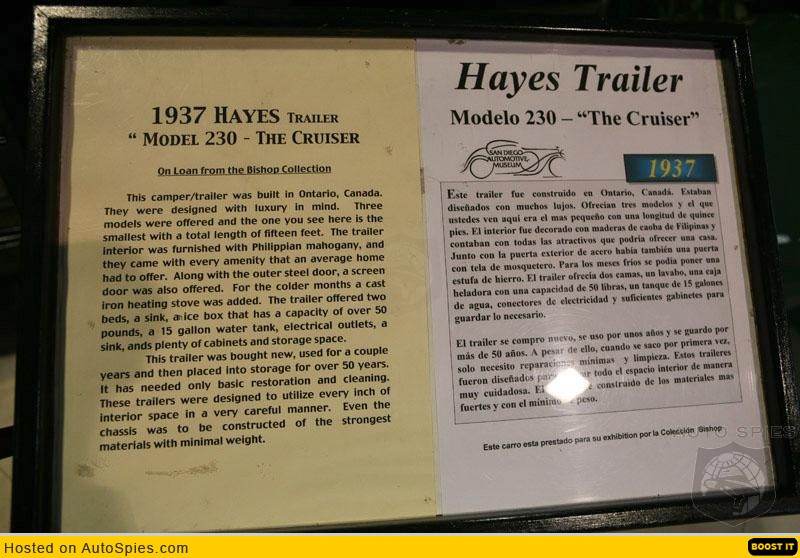 1937 HAYES TRAILER
“ MODEL 230 - THE CRUISER
On Loan from the Bishop Collection
This camper/trailer was built in Ontario, Canada.
They were designed with luxury in mind. Three
models were offered and the one you see here is the
smallest with a total length of fifteen feet. The trailer
interior was furnished with Philippian mahogany, and
they came with every amenity that an average home
had to offer. Along with the outer steel door, a screen
door was also offered. For the colder months a cast
iron heating stove was added. The trailer offered two
beds, a sink, a ice box that has a capacity of over 50
pounds, a 15 gallon water tank, electrical outlets, a
sink, ands plenty of cabinets and storage space.
This trailer was bought new, used for a couple
years and then placed into storage for over 50 years.
It has needed only basic restoration and cleaning.
These trailers were designed to utilize every inch of
interior space in a very careful manner. Even the
chassis was to be constructed of the strongest
materials with minimal weight.
Hayes Trailer
Modelo 230 – “The Cruiser”
SAN DIEGO
AUTOMOTIVE
MUSEUM
1937
Este trailer fue construido en Ontario, Canadá. Estaban
diseñados con muchos lujos. Ofrecían tres modelos y el que
ustedes ven aquí era el mas pequeño con una longitud de quince
pies. El interior fue decorado con maderas de caoba de Filipinas y
contaban con todas las atractivos que podría ofrecer una casa.
Junto con la puerta exterior de acero había también una puerta
con tela de mosquetero. Para los meses fríos se podía poner una
estufa de hierro. El trailer ofrecía dos camas, un lavabo, una caja
heladora con una capacidad de 50 libras, un tanque de 15 galones
de agua, conectores de electricidad y suficientes gabinetes para
guardar lo necesario.
El trailer se compro nuevo, se uso por unos años y se guardo por
más de 50 años. A pesar de ello, cuando se saco por primera vez,
solo necesito reparaciones mínimas y limpieza. Estos traileres
fueron diseñados para todo el espacio interior de manera
muy cuidadosa. El construido de los materiales mas
fuertes y con el mínimo peso.
Este carro esta prestado para su exhibition por la Colección Bishop
AUTO SPIES
Hosted on AutoSpies.com
BOOST IT